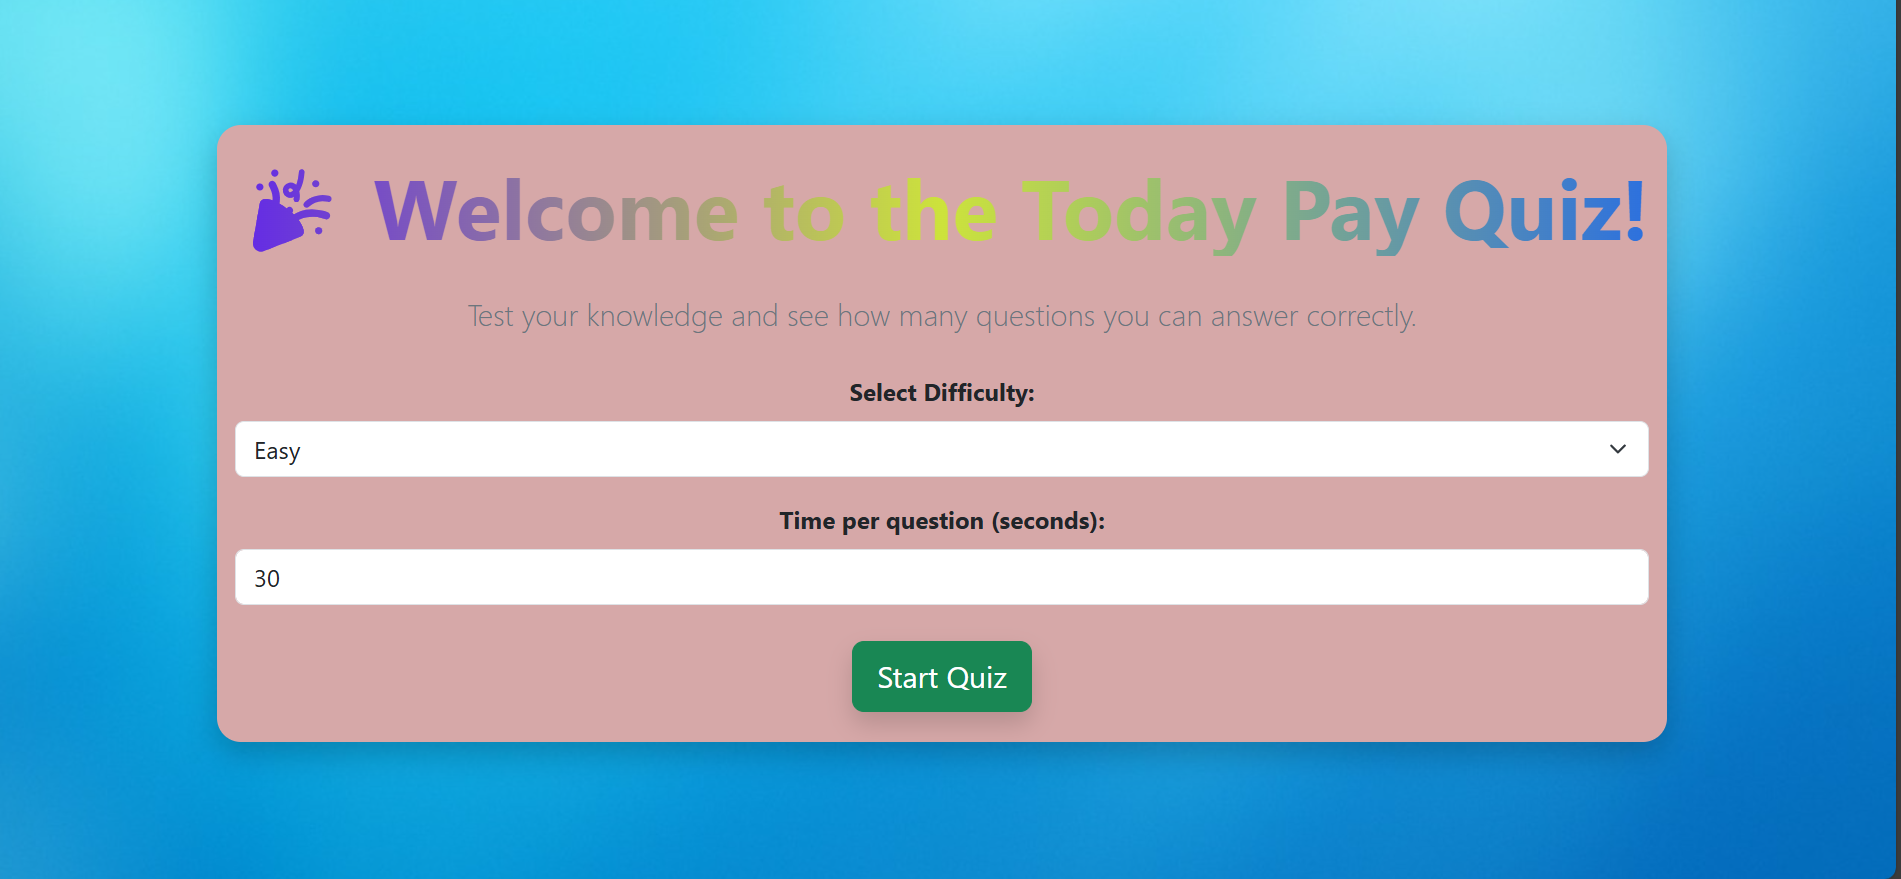 Welcome to the Today Pay Quiz!
Test your knowledge and see how many questions you can answer correctly.
Select Difficulty:
Easy
Time per question (seconds):
30
Start Quiz